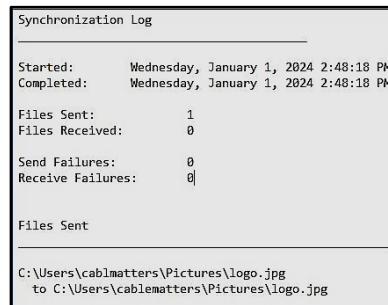 Synchronization Log
Started: Wednesday, January 1, 2024 2:48:18 PM
Completed: Wednesday, January 1, 2024 2:48:18 PM
Files Sent: 1
Files Received: 0
Send Failures: 0
Receive Failures: 0
Files Sent
C:\Users\cablmatters\Pictures\logo.jpg
to C:\Users\cablematters\Pictures\logo.jpg